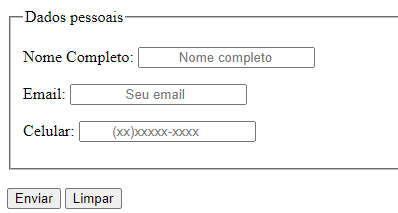 Dados pessoais
Nome Completo: Nome completo
Email: Seu email
Celular: (xx)xxxxx-xxxx
Enviar Limpar